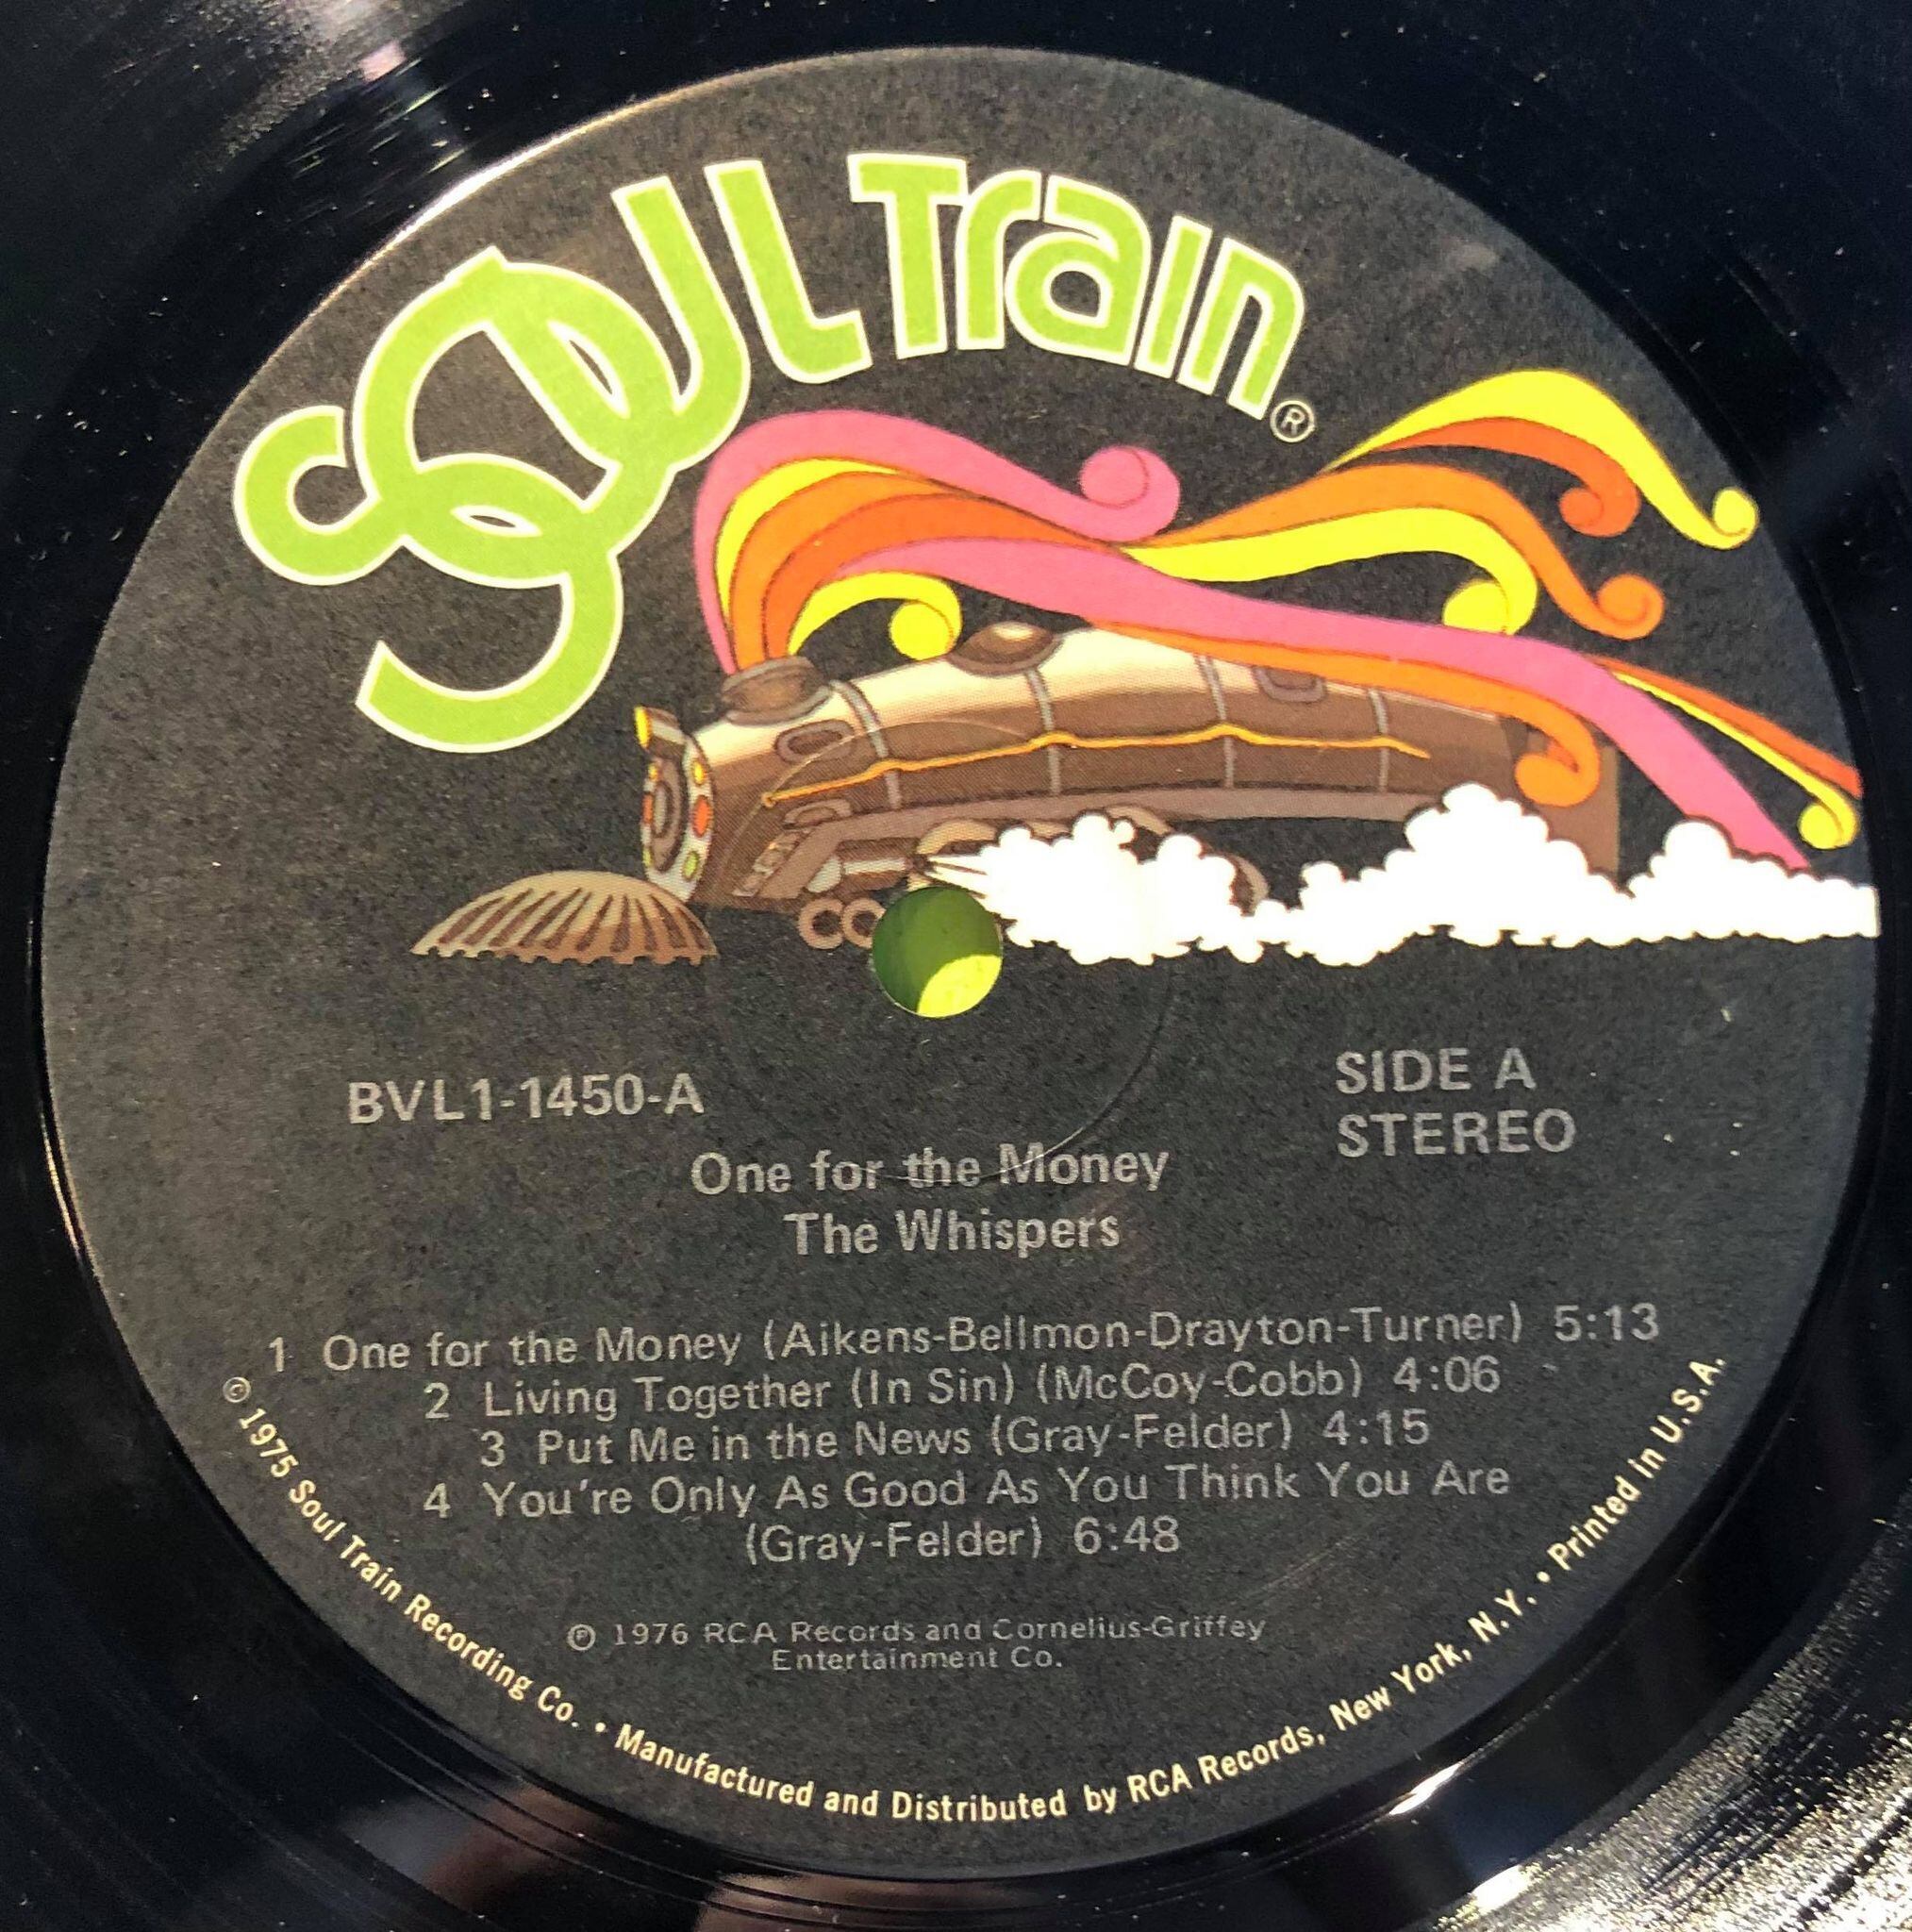 SOUL Train ®
BVL1-1450-A
SIDE A
STEREO
One for the Money
The Whispers
1 One for the Money (Aikens-Bellmon-Drayton-Turner) 5:13
2 Living Together (In Sin) (McCoy-Cobb) 4:06
3 Put Me in the News (Gray-Felder) 4:15
4 You're Only As Good As You Think You Are
(Gray-Felder) 6:48
℗ 1976 RCA Records and Cornelius-Griffey
Entertainment Co.
© 1975 Soul Train Recording Co. • Manufactured and Distributed by RCA Records, New York, N.Y. • Printed in U.S.A.